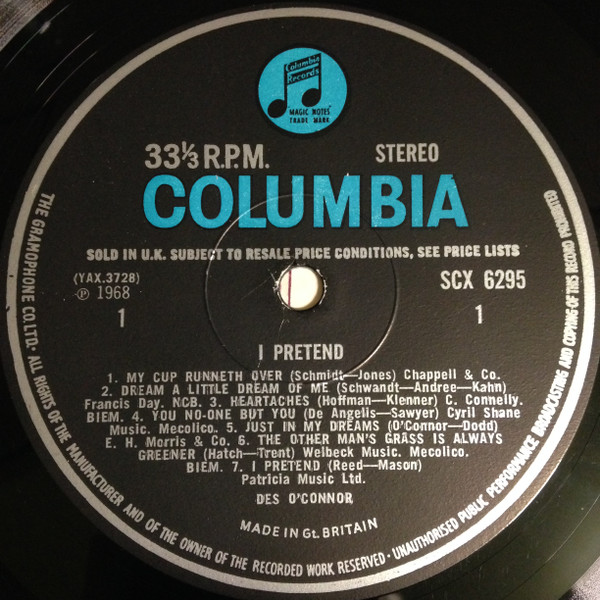 Columbia
Records
"MAGIC NOTES"
TRADE MARK
33⅓ R.P.M.
STEREO
COLUMBIA
SOLD IN U.K. SUBJECT TO RESALE PRICE CONDITIONS, SEE PRICE LISTS
(YAX.3728)
Ⓟ 1968
1
SCX 6295
1
I PRETEND
1. MY CUP RUNNETH OVER (Schmidt—Jones) Chappell & Co.
2. DREAM A LITTLE DREAM OF ME (Schwandt—Andree—Kahn)
Francis Day. NCB. 3. HEARTACHES (Hoffman—Klenner) C. Connelly.
BIEM. 4. YOU NO-ONE BUT YOU (De Angelis—Sawyer) Cyril Shane
Music. Mecolico. 5. JUST IN MY DREAMS (O'Connor—Dodd)
E. H. Morris & Co. 6. THE OTHER MAN'S GRASS IS ALWAYS
GREENER (Hatch—Trent) Welbeck Music. Mecolico.
BIEM. 7. I PRETEND (Reed—Mason)
Patricia Music Ltd.
DES O'CONNOR
MADE IN Gt. BRITAIN
THE GRAMOPHONE CO. LTD. · ALL RIGHTS OF THE MANUFACTURER AND OF THE OWNER OF THE RECORDED WORK RESERVED · UNAUTHORISED PUBLIC PERFORMANCE BROADCASTING AND COPYING OF THIS RECORD PROHIBITED